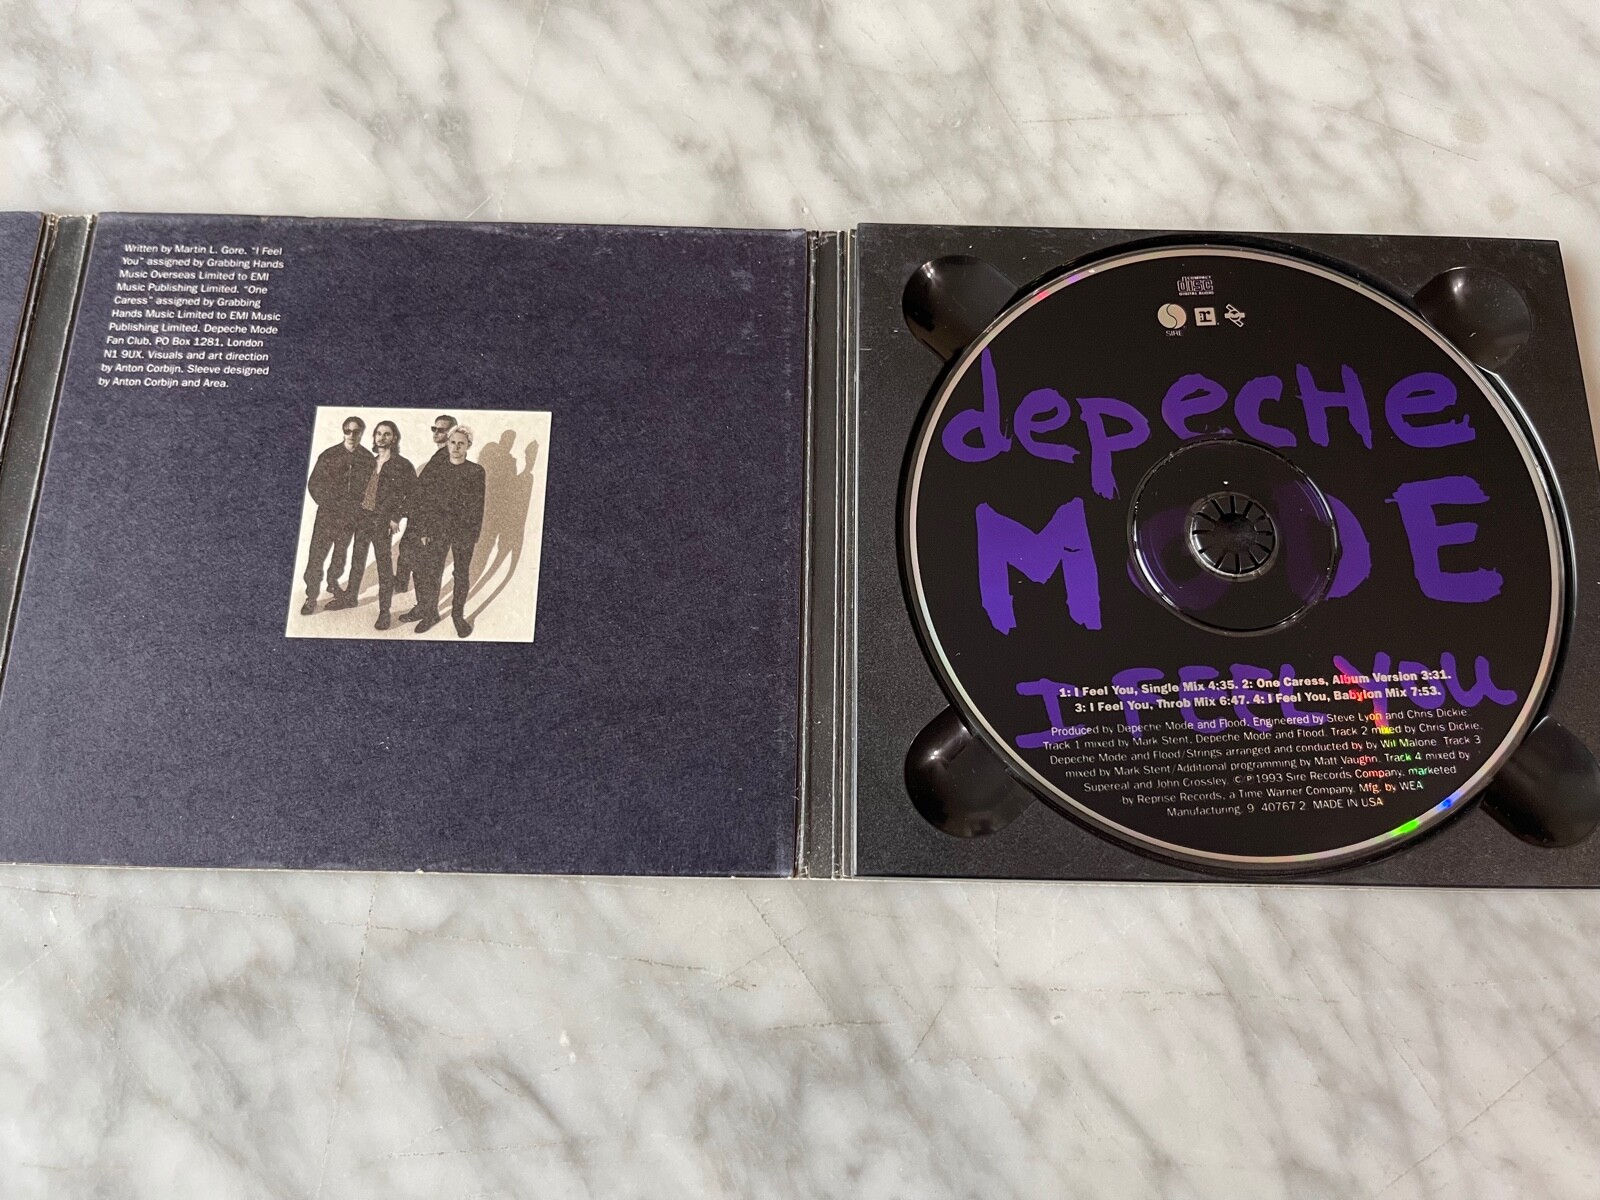 Written by Martin L. Gore. "I Feel
You" assigned by Grabbing Hands
Music Overseas Limited to EMI
Music Publishing Limited. "One
Caress" assigned by Grabbing
Hands Music Limited to EMI Music
Publishing Limited. Depeche Mode
Fan Club, PO Box 1281, London
N1 9UX. Visuals and art direction
by Anton Corbijn. Sleeve designed
by Anton Corbijn and Area.
COMPACT
disc
DIGITAL AUDIO
SIRE
r
depecHe
MODE
I FEEL YOU
1: I Feel You, Single Mix 4:35. 2: One Caress, Album Version 3:31.
3: I Feel You, Throb Mix 6:47. 4: I Feel You, Babylon Mix 7:53.
Produced by Depeche Mode and Flood. Engineered by Steve Lyon and Chris Dickie.
Track 1 mixed by Mark Stent, Depeche Mode and Flood. Track 2 mixed by Chris Dickie,
Depeche Mode and Flood/Strings arranged and conducted by by Wil Malone. Track 3
mixed by Mark Stent/Additional programming by Matt Vaughn. Track 4 mixed by
Supereal and John Crossley. ©℗1993 Sire Records Company, marketed
by Reprise Records, a Time Warner Company. Mfg. by WEA
Manufacturing. 9 40767 2. MADE IN USA